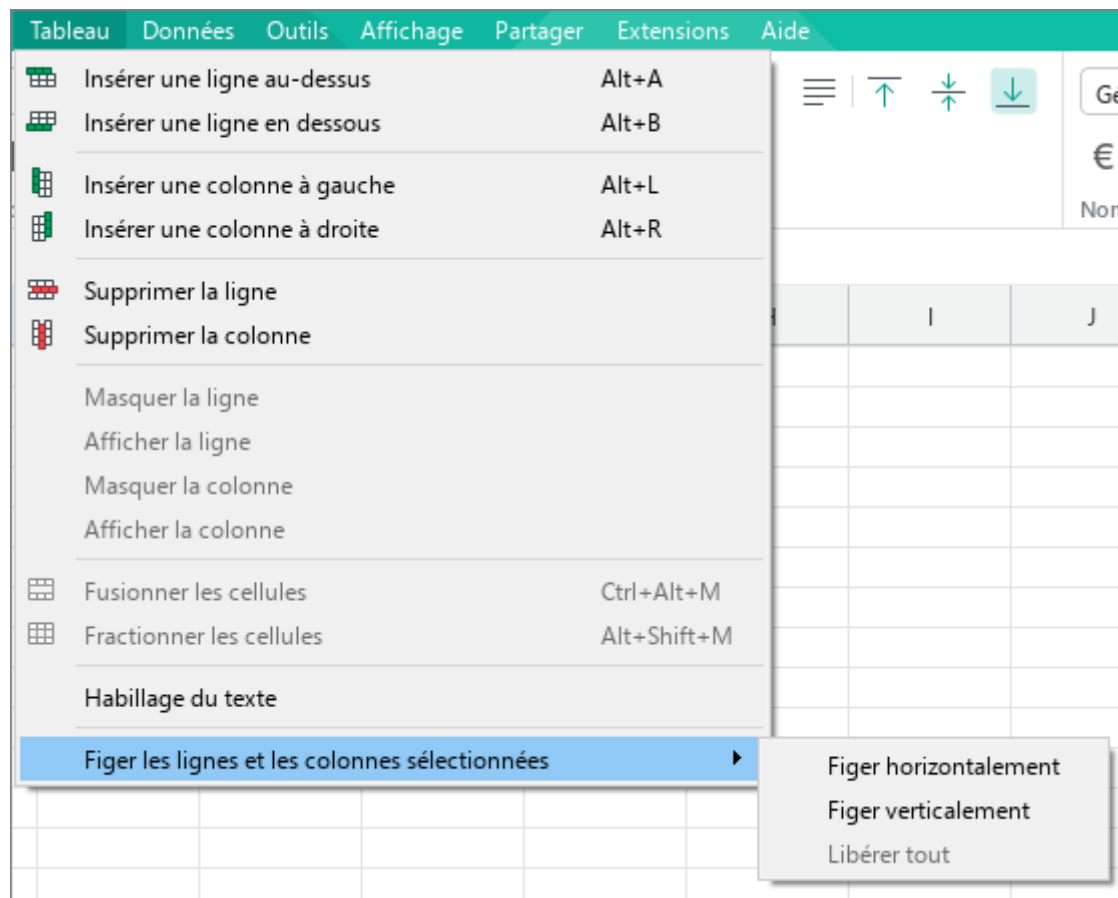 Tableau Données Outils Affichage Partager Extensions Aide
Insérer une ligne au-dessus Alt+A
Insérer une ligne en dessous Alt+B
Insérer une colonne à gauche Alt+L
Insérer une colonne à droite Alt+R
Supprimer la ligne
Supprimer la colonne
Masquer la ligne
Afficher la ligne
Masquer la colonne
Afficher la colonne
Fusionner les cellules Ctrl+Alt+M
Fractionner les cellules Alt+Shift+M
Habillage du texte
Figer les lignes et les colonnes sélectionnées
Figer horizontalement
Figer verticalement
Libérer tout
€
I J